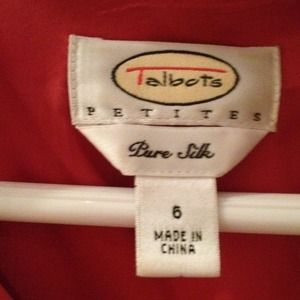 Talbots
PETITES
Pure Silk
6
MADE IN
CHINA